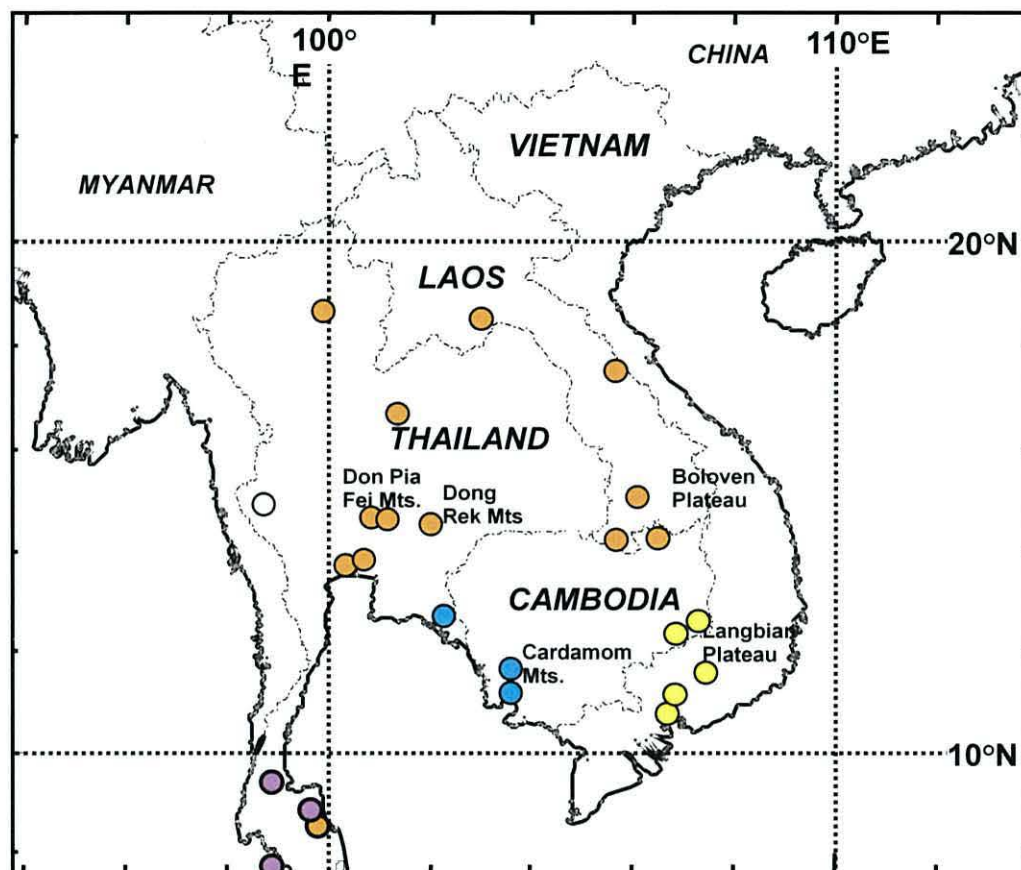 100°
E
110°E
CHINA
VIETNAM
MYANMAR
20°N
LAOS
THAILAND
Don Pia
Fei Mts.
Dong
Rek Mts
Boloven
Plateau
CAMBODIA
Langbian
Plateau
Cardamom
Mts.
10°N